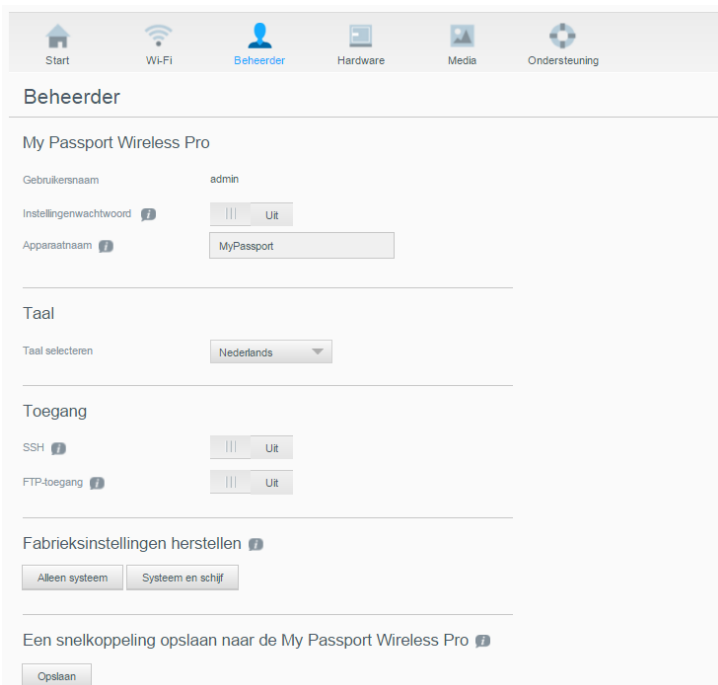 Start Wi-Fi Beheerder Hardware Media Ondersteuning
Beheerder
My Passport Wireless Pro
Gebruikersnaam admin
Instellingenwachtwoord i Uit
Apparaatnaam i MyPassport
Taal
Taal selecteren Nederlands
Toegang
SSH i Uit
FTP-toegang i Uit
Fabrieksinstellingen herstellen i
Alleen systeem Systeem en schijf
Een snelkoppeling opslaan naar de My Passport Wireless Pro i
Opslaan